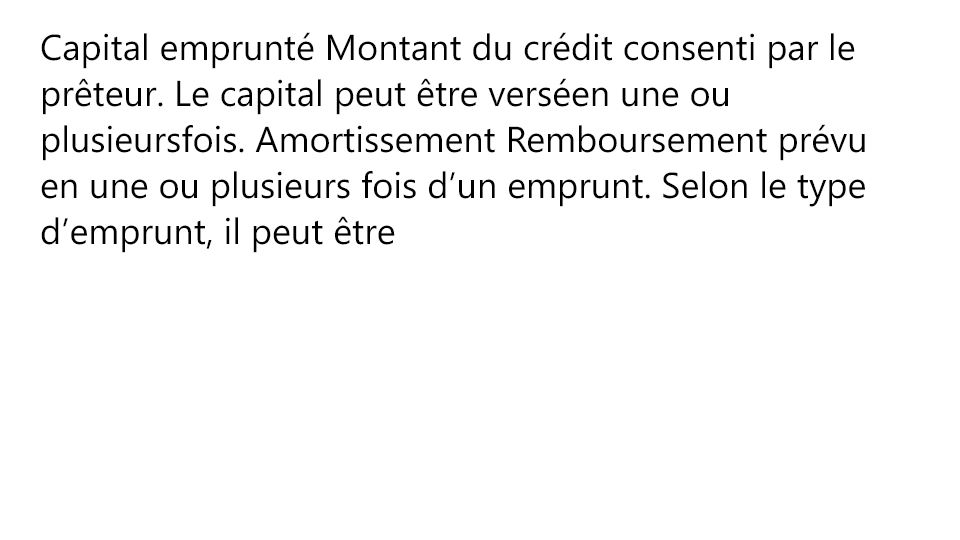 Capital emprunté Montant du crédit consenti par le
prêteur. Le capital peut être verséen une ou
plusieursfois. Amortissement Remboursement prévu
en une ou plusieurs fois d’un emprunt. Selon le type
d’emprunt, il peut être